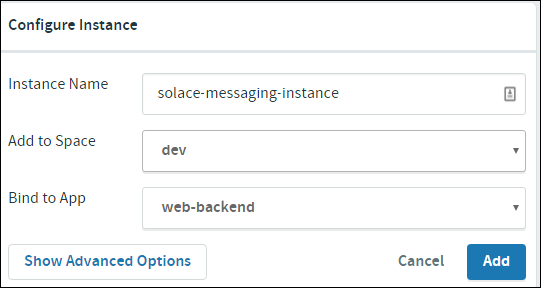 Configure Instance
Instance Name solace-messaging-instance
Add to Space dev
Bind to App web-backend
Show Advanced Options Cancel Add